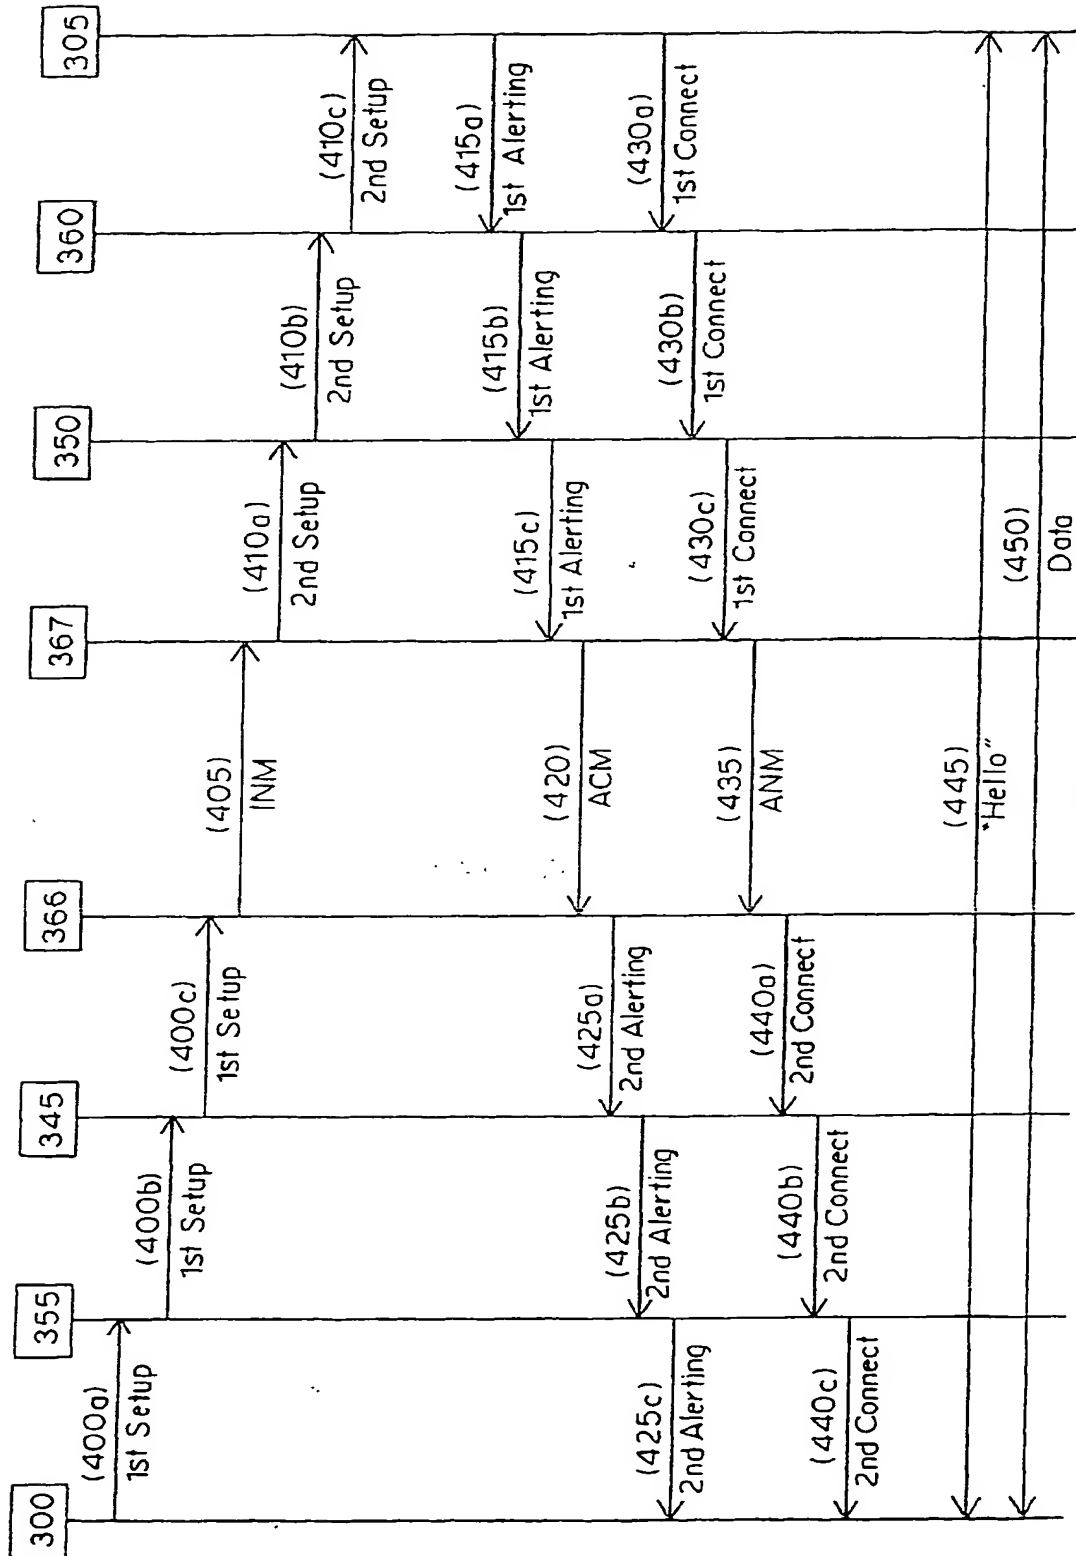 300
355
345
366
367
350
360
305
(400a)
1st Setup
(400b)
1st Setup
(400c)
1st Setup
(405)
INM
(410a)
2nd Setup
(410b)
2nd Setup
(410c)
2nd Setup
(415a)
1st Alerting
(415b)
1st Alerting
(415c)
1st Alerting
(420)
ACM
(425a)
2nd Alerting
(425b)
2nd Alerting
(425c)
2nd Alerting
(430a)
1st Connect
(430b)
1st Connect
(430c)
1st Connect
(435)
ANM
(440a)
2nd Connect
(440b)
2nd Connect
(440c)
2nd Connect
(445)
"Hello"
(450)
Data